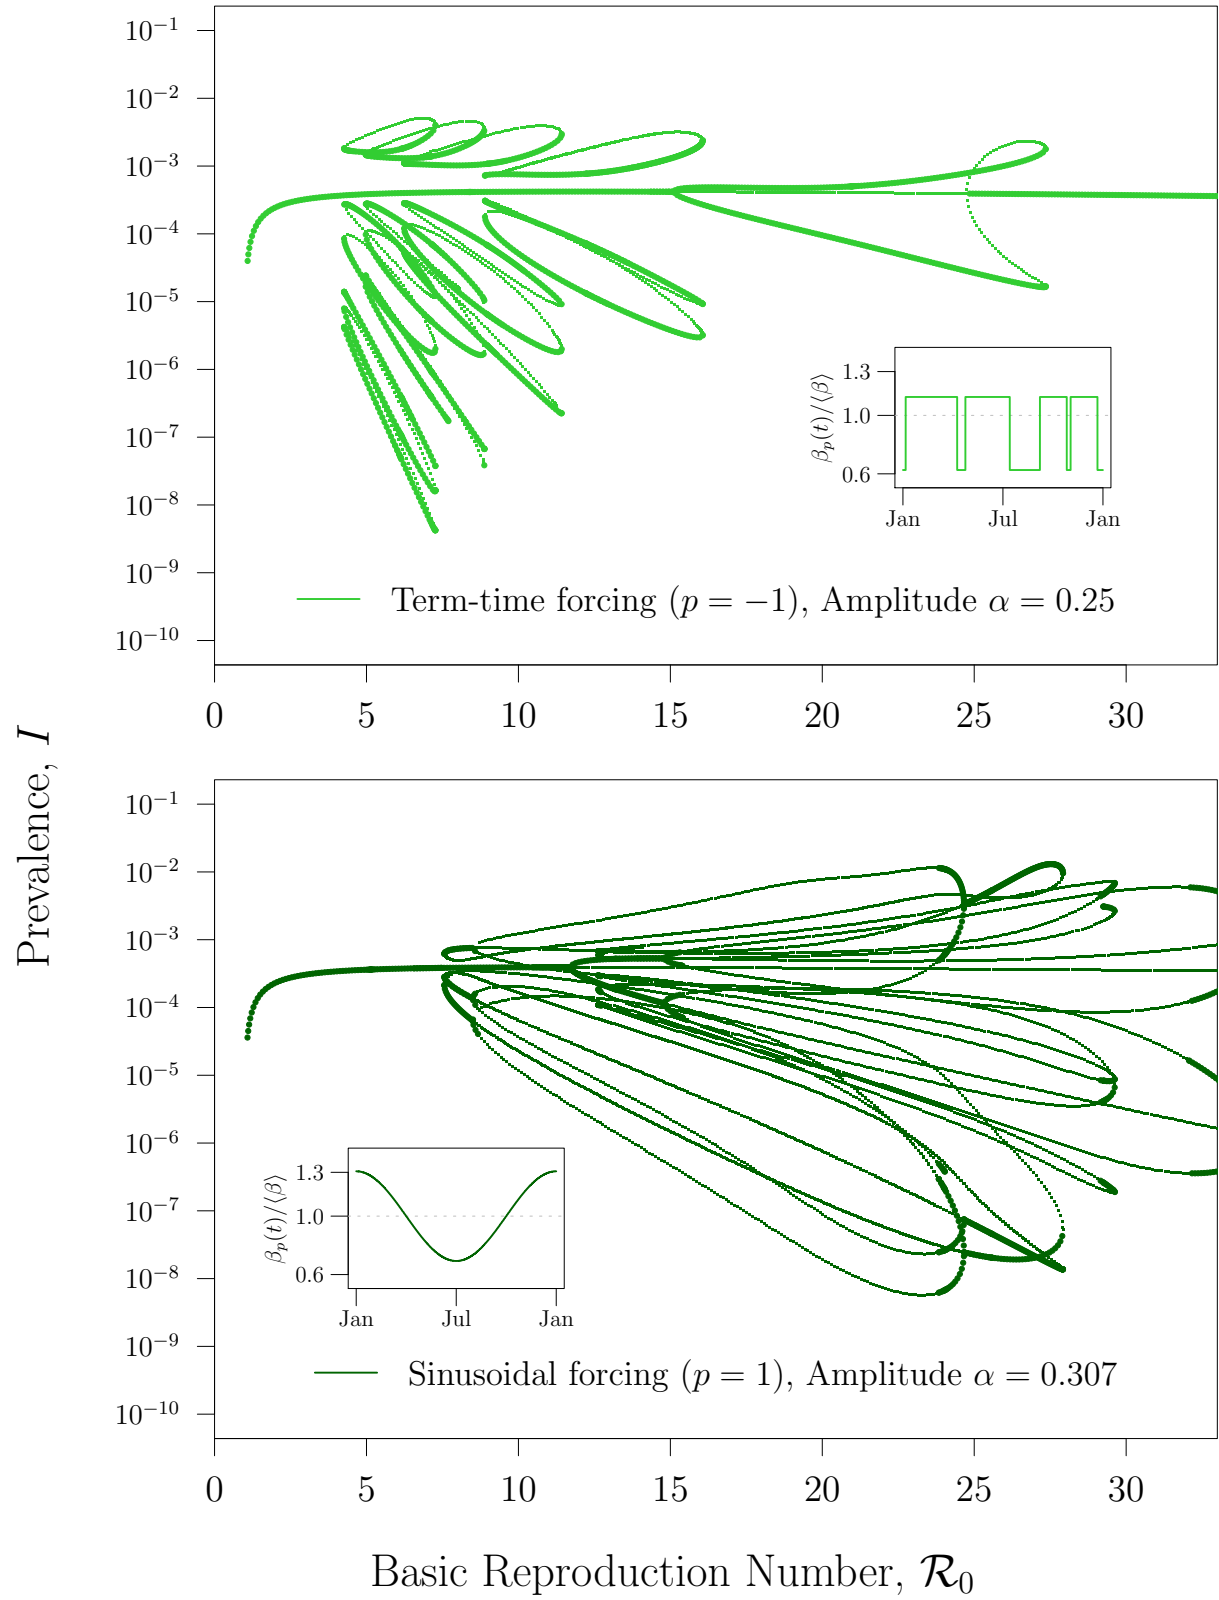 10⁻¹
10⁻²
10⁻³
10⁻⁴
10⁻⁵
10⁻⁶
10⁻⁷
10⁻⁸
10⁻⁹
10⁻¹⁰
βₚ(t)/⟨β⟩
1.3
1.0
0.6
Jan Jul Jan
Term-time forcing (p = −1), Amplitude α = 0.25
0 5 10 15 20 25 30
Prevalence, I
10⁻¹
10⁻²
10⁻³
10⁻⁴
10⁻⁵
10⁻⁶
10⁻⁷
10⁻⁸
10⁻⁹
10⁻¹⁰
βₚ(t)/⟨β⟩
1.3
1.0
0.6
Jan Jul Jan
Sinusoidal forcing (p = 1), Amplitude α = 0.307
0 5 10 15 20 25 30
Basic Reproduction Number, 𝓡₀